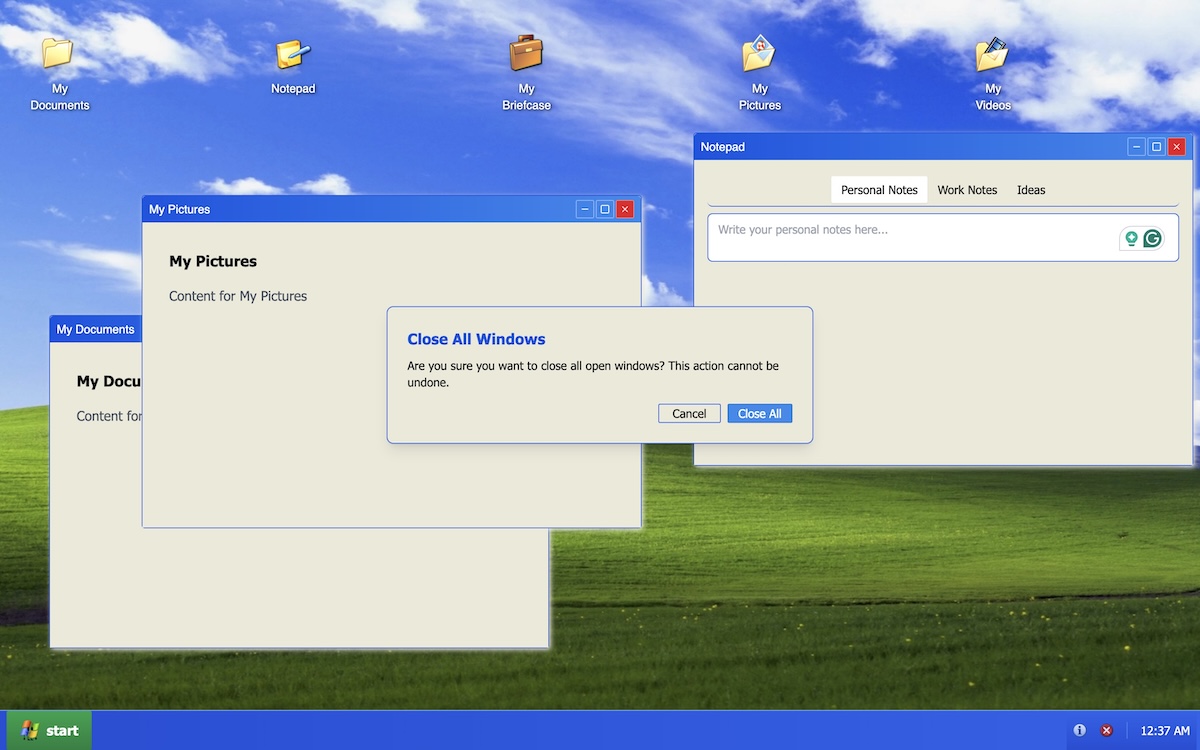 My
Documents
Notepad
My
Briefcase
My
Pictures
My
Videos
Notepad
Personal Notes
Work Notes
Ideas
Write your personal notes here...
My Pictures
My Pictures
Content for My Pictures
My Documents
My Docu
Content for
Close All Windows
Are you sure you want to close all open windows? This action cannot be
undone.
Cancel
Close All
start
12:37 AM